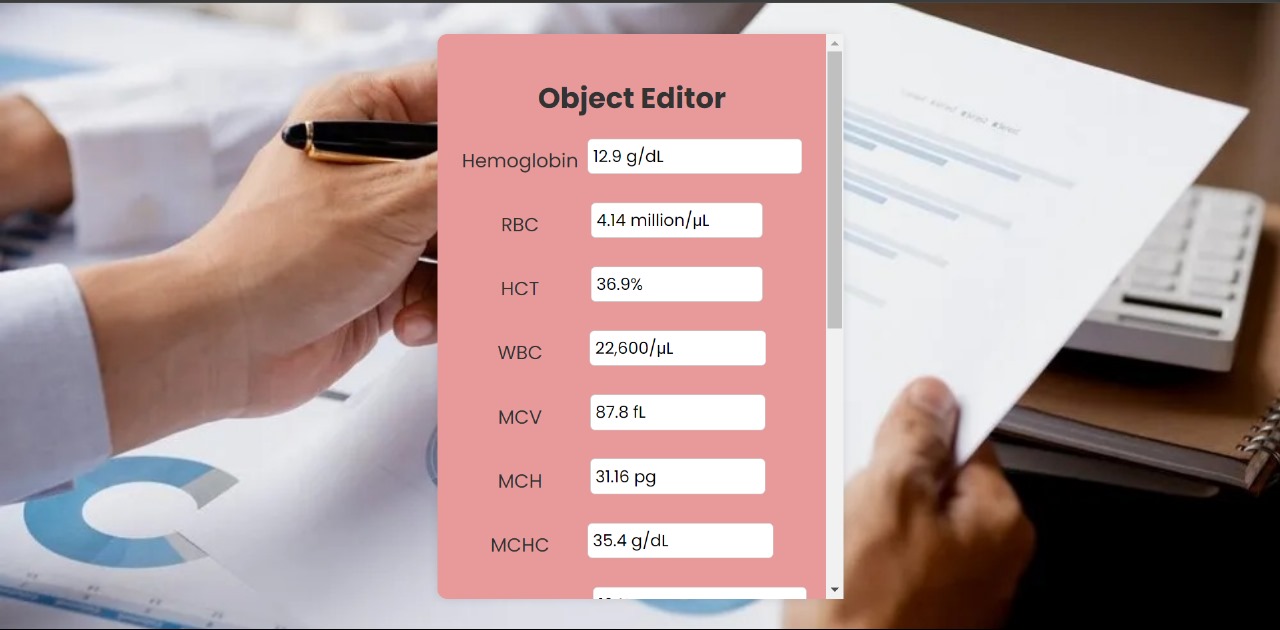 Object Editor
Hemoglobin 12.9 g/dL
RBC 4.14 million/µL
HCT 36.9%
WBC 22,600/µL
MCV 87.8 fL
MCH 31.16 pg
MCHC 35.4 g/dL